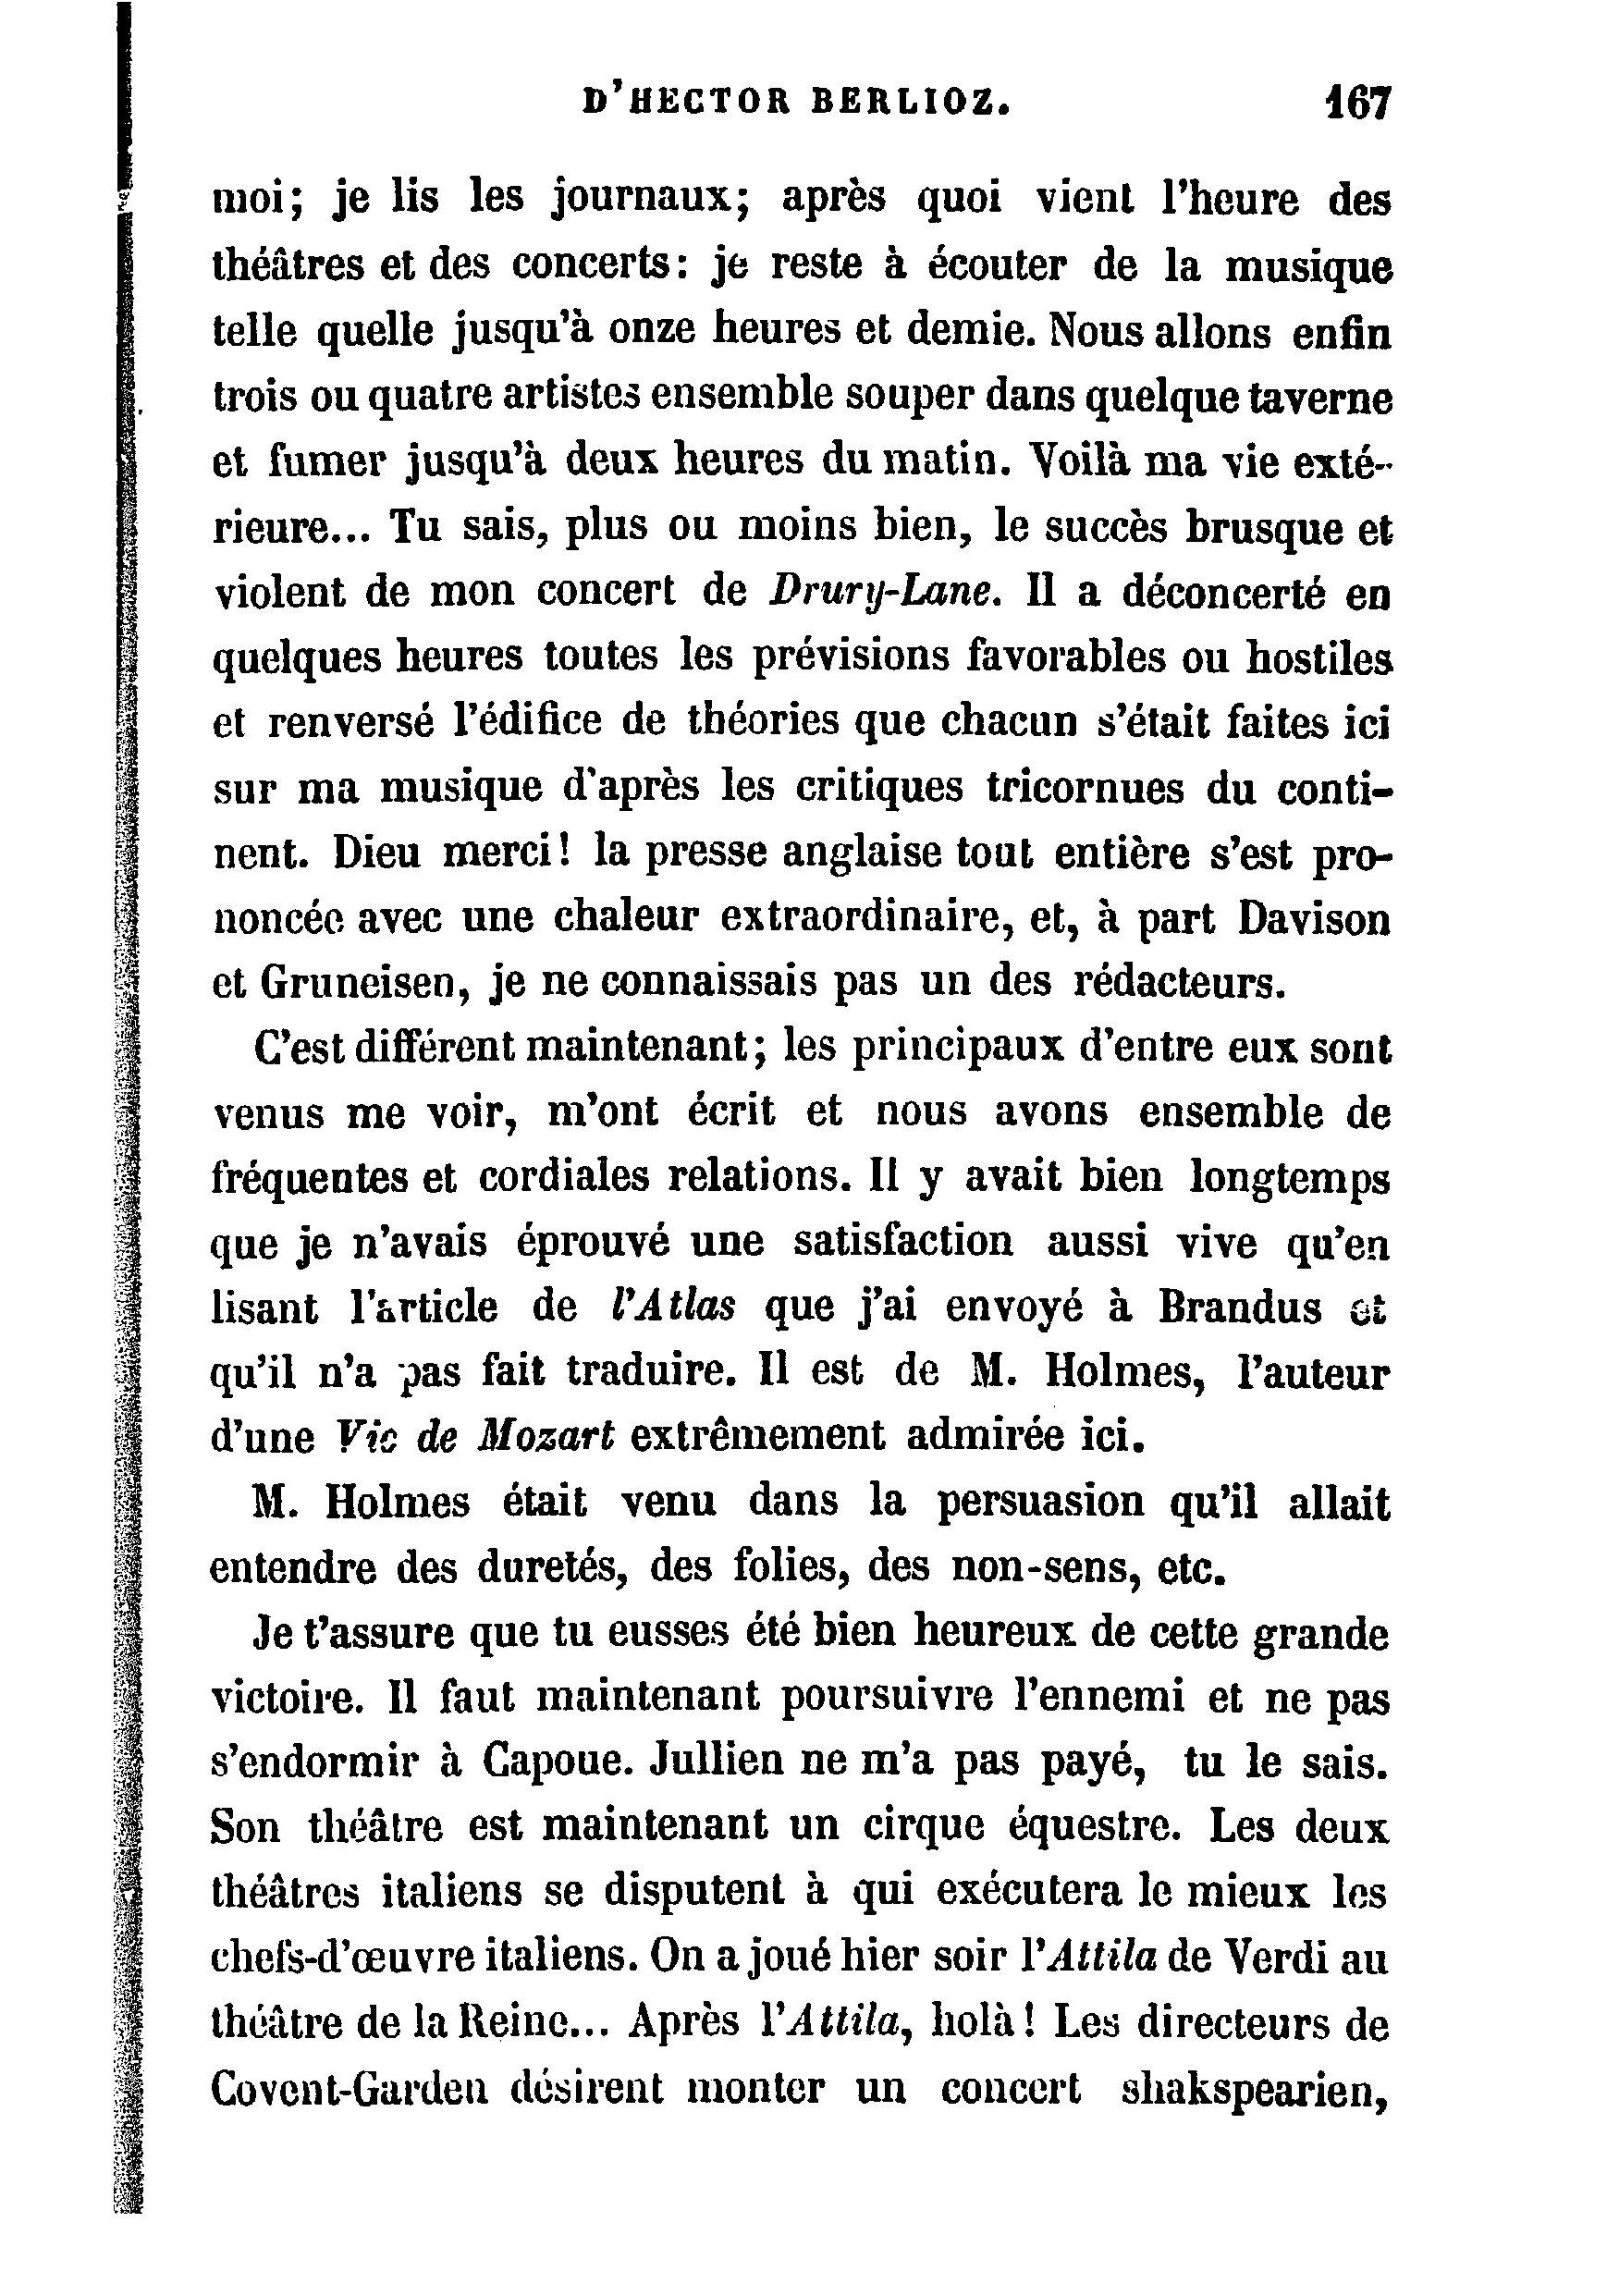 D'HECTOR BERLIOZ. 167
moi; je lis les journaux; après quoi vient l'heure des
théâtres et des concerts: je reste à écouter de la musique
telle quelle jusqu'à onze heures et demie. Nous allons enfin
trois ou quatre artistes ensemble souper dans quelque taverne
et fumer jusqu'à deux heures du matin. Voilà ma vie exté-
rieure... Tu sais, plus ou moins bien, le succès brusque et
violent de mon concert de Drury-Lane. Il a déconcerté en
quelques heures toutes les prévisions favorables ou hostiles
et renversé l'édifice de théories que chacun s'était faites ici
sur ma musique d'après les critiques tricornues du conti-
nent. Dieu merci! la presse anglaise tout entière s'est pro-
noncée avec une chaleur extraordinaire, et, à part Davison
et Gruneisen, je ne connaissais pas un des rédacteurs.
C'est différent maintenant; les principaux d'entre eux sont
venus me voir, m'ont écrit et nous avons ensemble de
fréquentes et cordiales relations. Il y avait bien longtemps
que je n'avais éprouvé une satisfaction aussi vive qu'en
lisant l'article de l'Atlas que j'ai envoyé à Brandus et
qu'il n'a pas fait traduire. Il est de M. Holmes, l'auteur
d'une Vie de Mozart extrêmement admirée ici.
M. Holmes était venu dans la persuasion qu'il allait
entendre des duretés, des folies, des non-sens, etc.
Je t'assure que tu eusses été bien heureux de cette grande
victoire. Il faut maintenant poursuivre l'ennemi et ne pas
s'endormir à Capoue. Jullien ne m'a pas payé, tu le sais.
Son théâtre est maintenant un cirque équestre. Les deux
théâtres italiens se disputent à qui exécutera le mieux les
chefs-d'œuvre italiens. On a joué hier soir l'Attila de Verdi au
théâtre de la Reine... Après l'Attila, holà! Les directeurs de
Covent-Garden désirent monter un concert shakspearien,